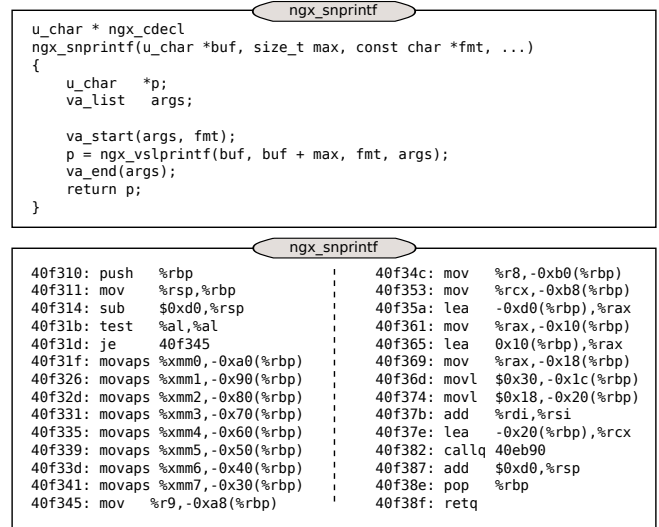 ngx_snprintf
u_char * ngx_cdecl
ngx_snprintf(u_char *buf, size_t max, const char *fmt, ...)
{
    u_char   *p;
    va_list   args;
    va_start(args, fmt);
    p = ngx_vslprintf(buf, buf + max, fmt, args);
    va_end(args);
    return p;
}
ngx_snprintf
40f310: push   %rbp
40f311: mov    %rsp,%rbp
40f314: sub    $0xd0,%rsp
40f31b: test   %al,%al
40f31d: je     40f345
40f31f: movaps %xmm0,-0xa0(%rbp)
40f326: movaps %xmm1,-0x90(%rbp)
40f32d: movaps %xmm2,-0x80(%rbp)
40f331: movaps %xmm3,-0x70(%rbp)
40f335: movaps %xmm4,-0x60(%rbp)
40f339: movaps %xmm5,-0x50(%rbp)
40f33d: movaps %xmm6,-0x40(%rbp)
40f341: movaps %xmm7,-0x30(%rbp)
40f345: mov   %r9,-0xa8(%rbp)
40f34c: mov    %r8,-0xb0(%rbp)
40f353: mov    %rcx,-0xb8(%rbp)
40f35a: lea    -0xd0(%rbp),%rax
40f361: mov    %rax,-0x10(%rbp)
40f365: lea    0x10(%rbp),%rax
40f369: mov    %rax,-0x18(%rbp)
40f36d: movl   $0x30,-0x1c(%rbp)
40f374: movl   $0x18,-0x20(%rbp)
40f37b: add    %rdi,%rsi
40f37e: lea    -0x20(%rbp),%rcx
40f382: callq  40eb90
40f387: add    $0xd0,%rsp
40f38e: pop    %rbp
40f38f: retq